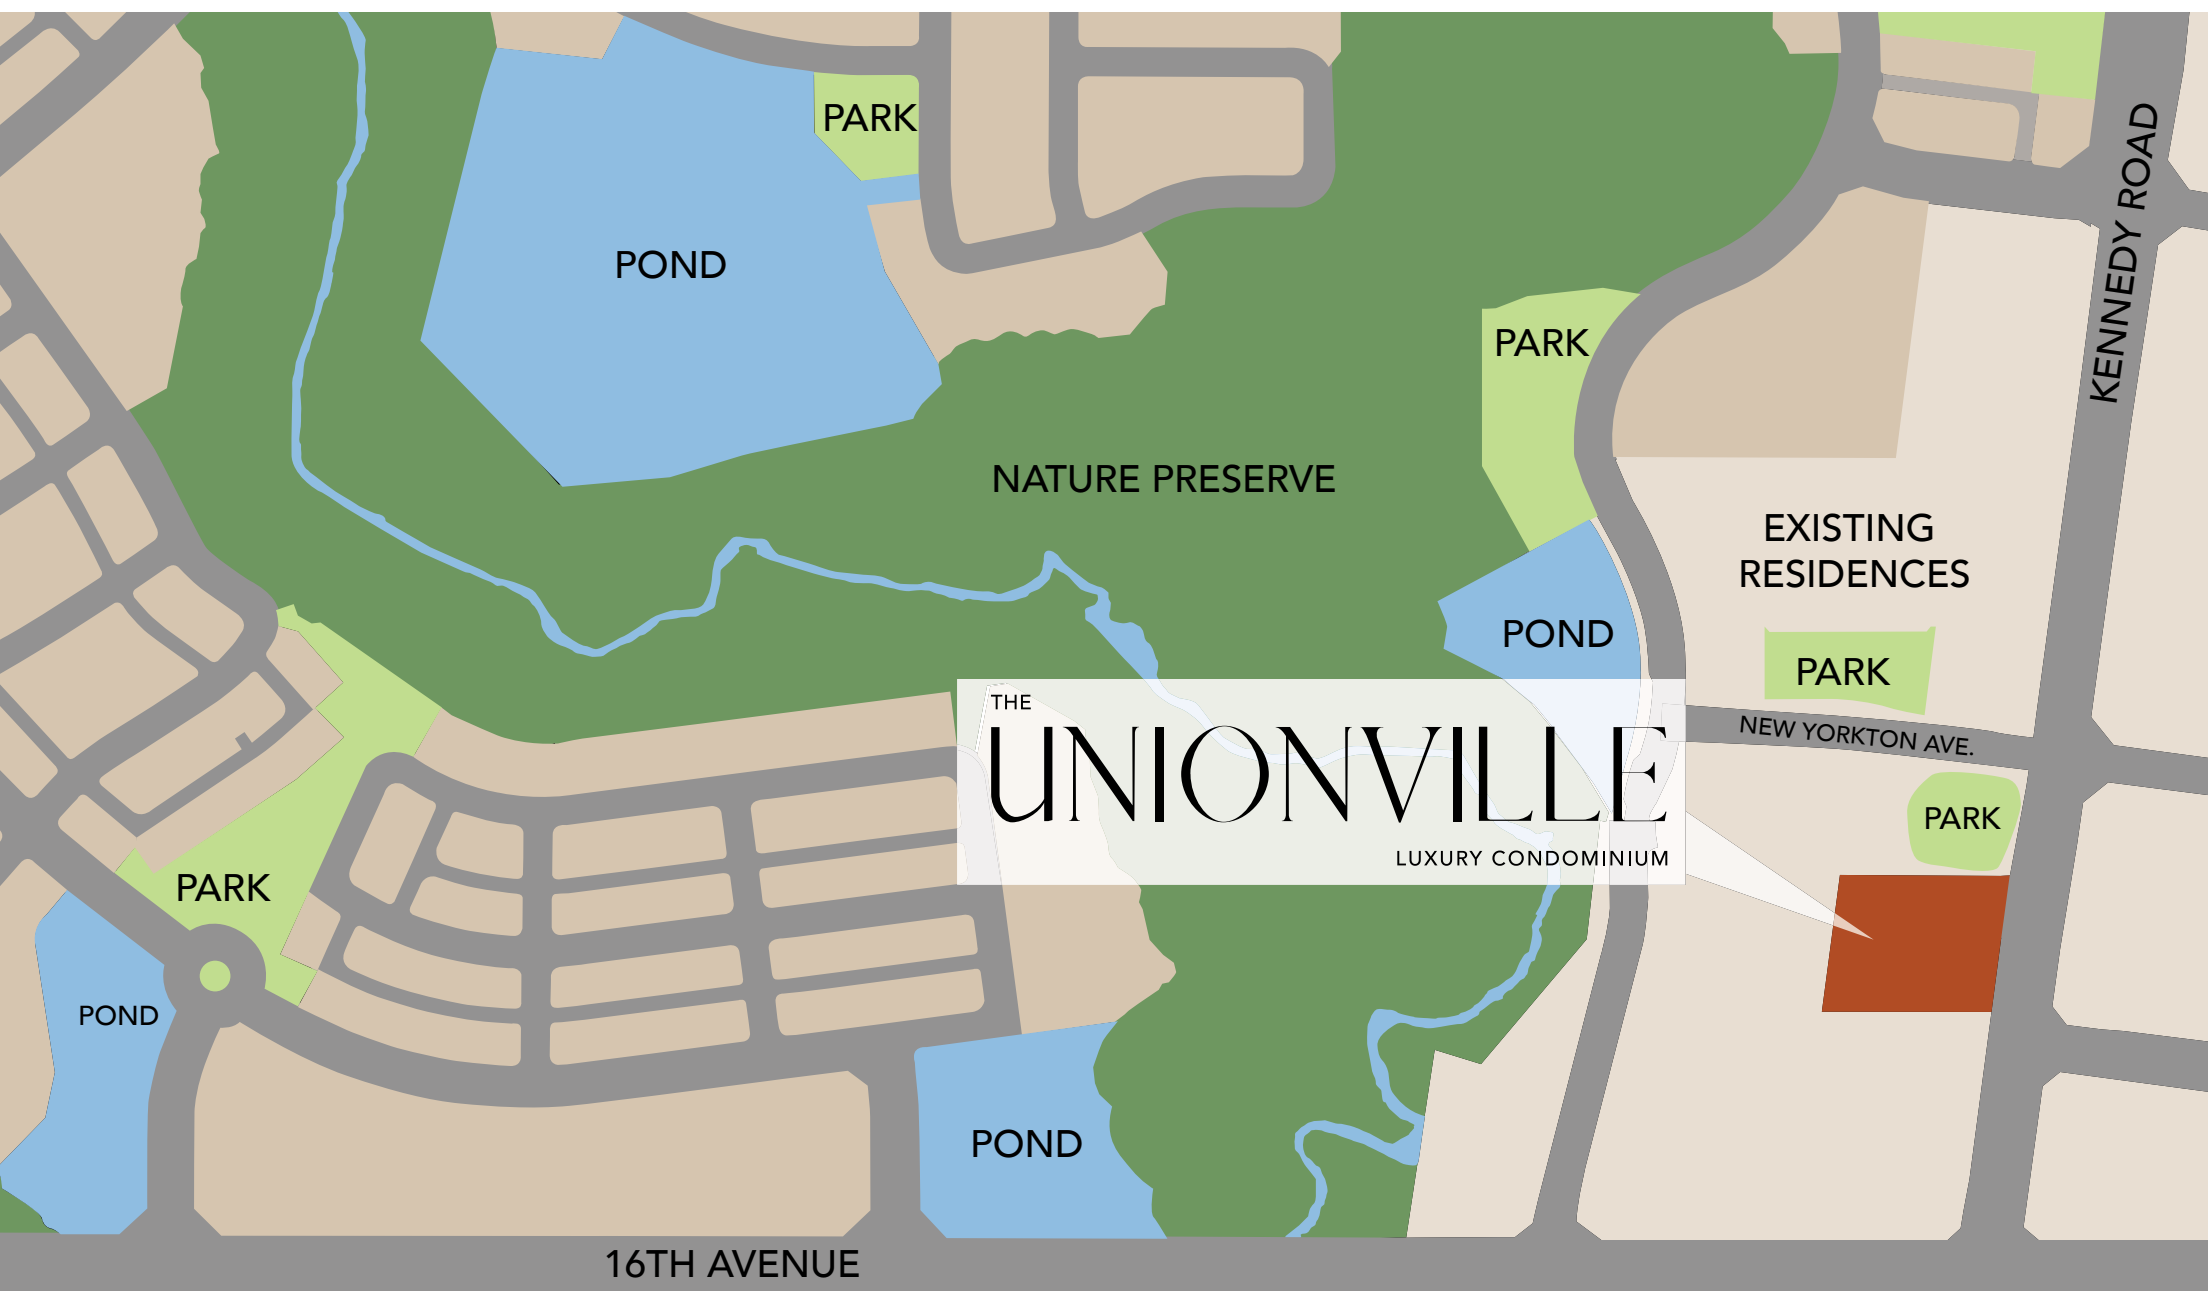 PARK
KENNEDY ROAD
POND
PARK
NATURE PRESERVE
EXISTING
RESIDENCES
POND
PARK
THE
UNIONVILLE
LUXURY CONDOMINIUM
NEW YORKTON AVE.
PARK
PARK
POND
POND
16TH AVENUE